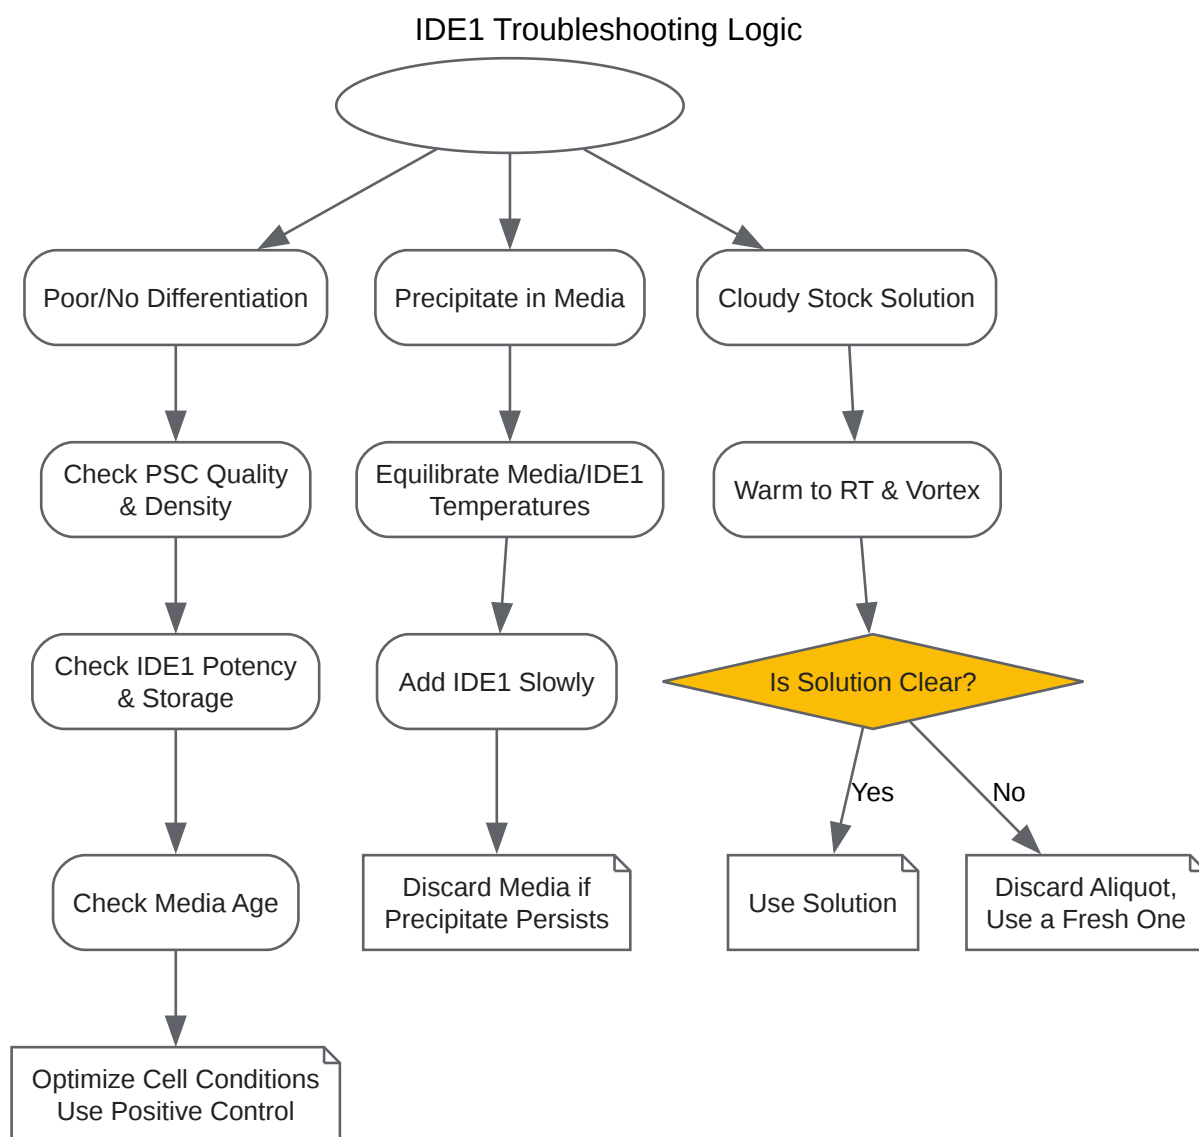 IDE1 Troubleshooting Logic
Poor/No Differentiation
Precipitate in Media
Cloudy Stock Solution
Check PSC Quality
& Density
Equilibrate Media/IDE1
Temperatures
Warm to RT & Vortex
Check IDE1 Potency
& Storage
Add IDE1 Slowly
Is Solution Clear?
Yes
No
Check Media Age
Discard Media if
Precipitate Persists
Use Solution
Discard Aliquot,
Use a Fresh One
Optimize Cell Conditions
Use Positive Control